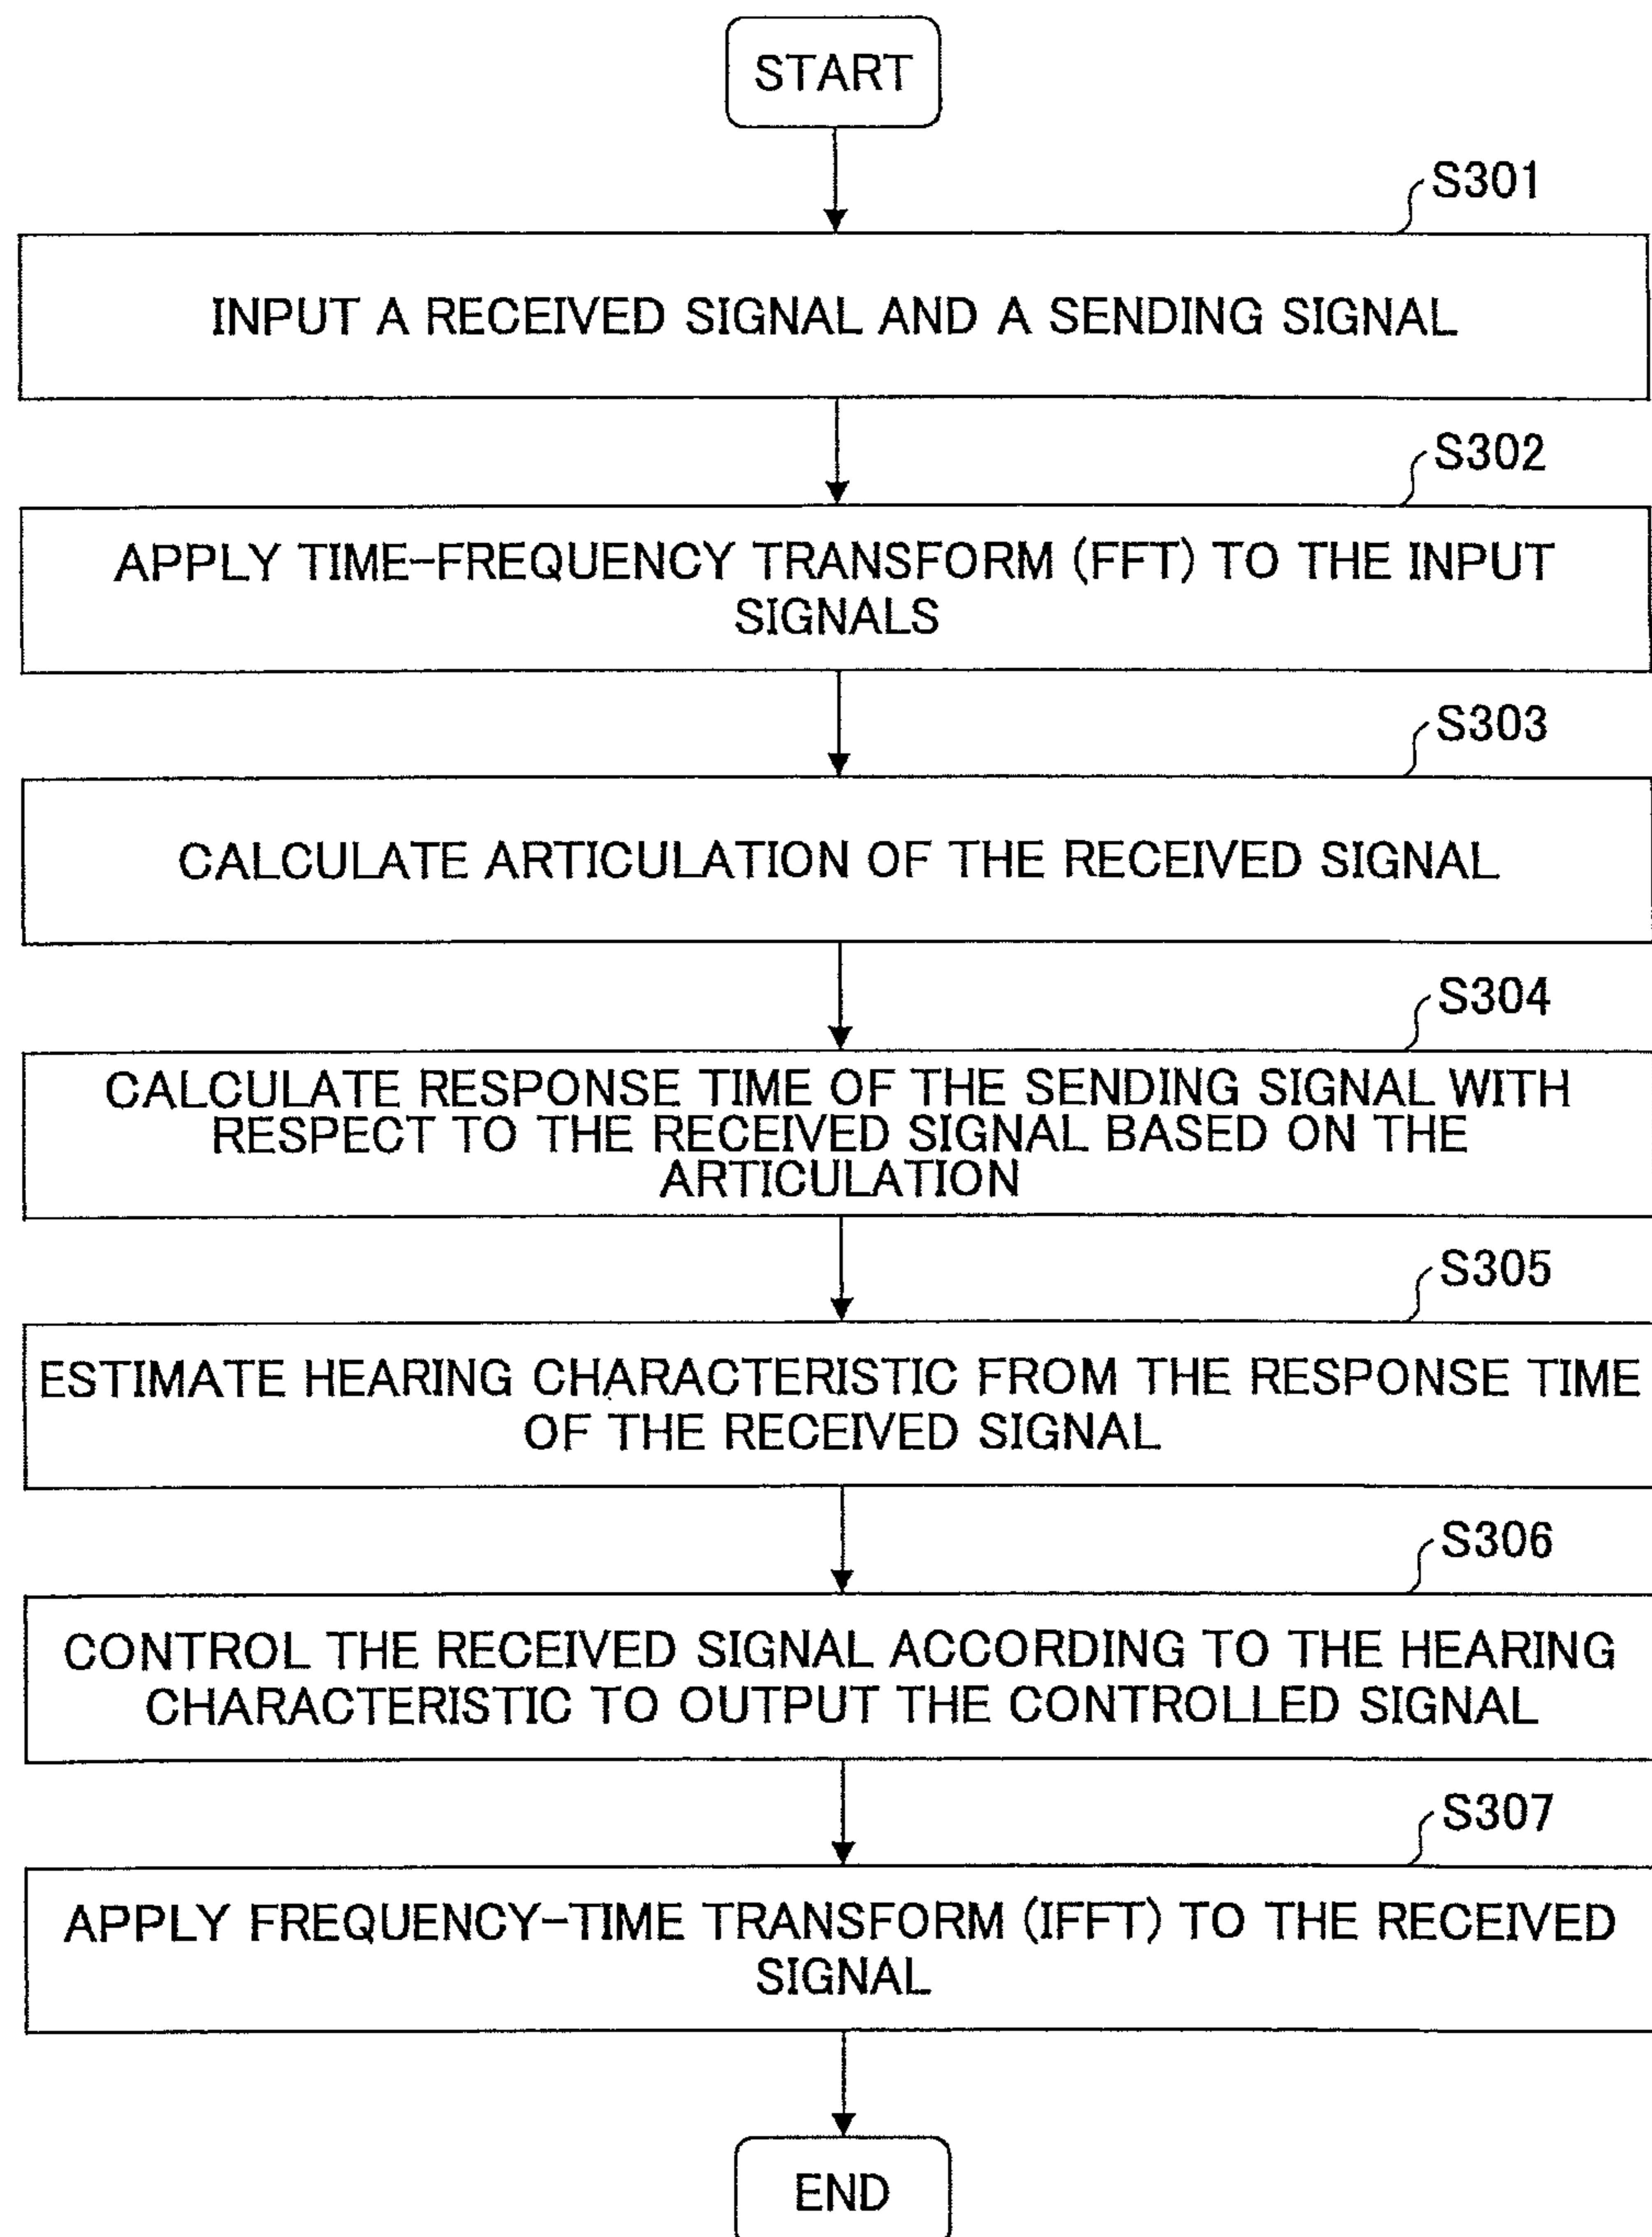 START
S301
INPUT A RECEIVED SIGNAL AND A SENDING SIGNAL
S302
APPLY TIME-FREQUENCY TRANSFORM (FFT) TO THE INPUT
SIGNALS
S303
CALCULATE ARTICULATION OF THE RECEIVED SIGNAL
S304
CALCULATE RESPONSE TIME OF THE SENDING SIGNAL WITH
RESPECT TO THE RECEIVED SIGNAL BASED ON THE
ARTICULATION
S305
ESTIMATE HEARING CHARACTERISTIC FROM THE RESPONSE TIME
OF THE RECEIVED SIGNAL
S306
CONTROL THE RECEIVED SIGNAL ACCORDING TO THE HEARING
CHARACTERISTIC TO OUTPUT THE CONTROLLED SIGNAL
S307
APPLY FREQUENCY-TIME TRANSFORM (IFFT) TO THE RECEIVED
SIGNAL
END